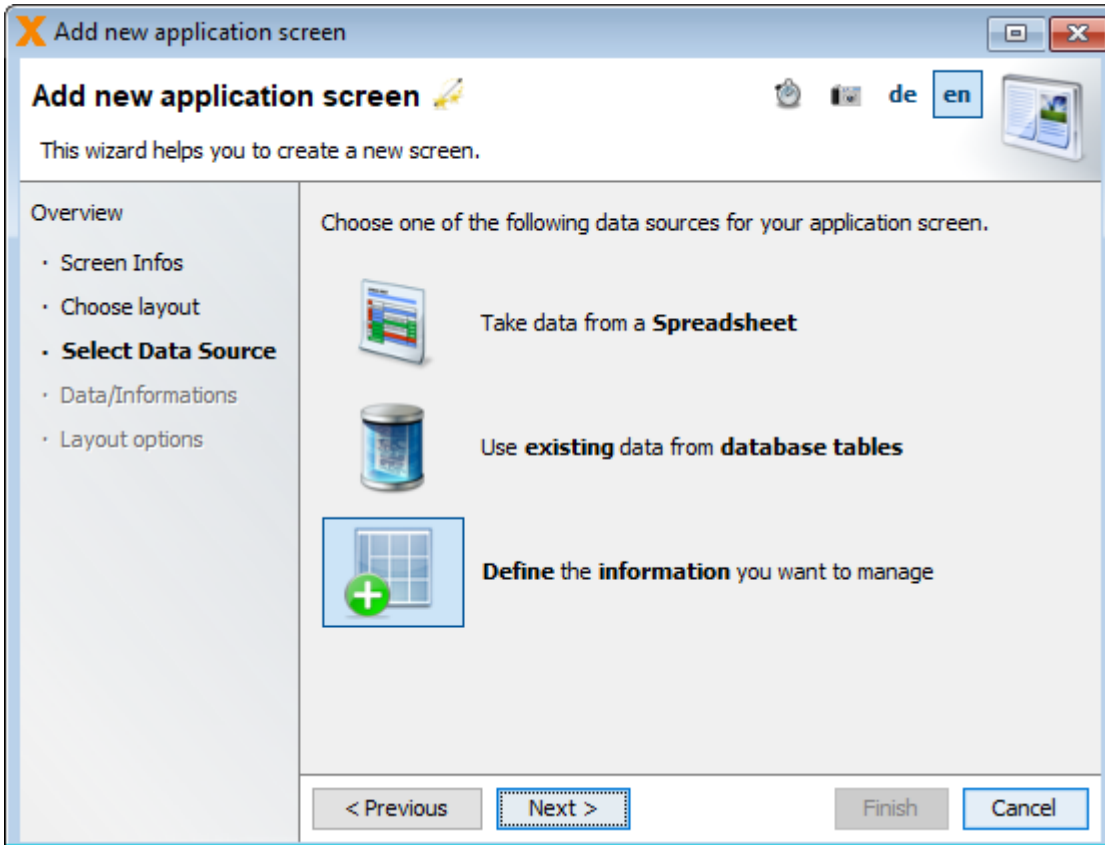 Add new application screen
Add new application screen
de en
This wizard helps you to create a new screen.
Overview
· Screen Infos
· Choose layout
· Select Data Source
· Data/Informations
· Layout options
Choose one of the following data sources for your application screen.
Take data from a Spreadsheet
Use existing data from database tables
Define the information you want to manage
< Previous
Next >
Finish
Cancel